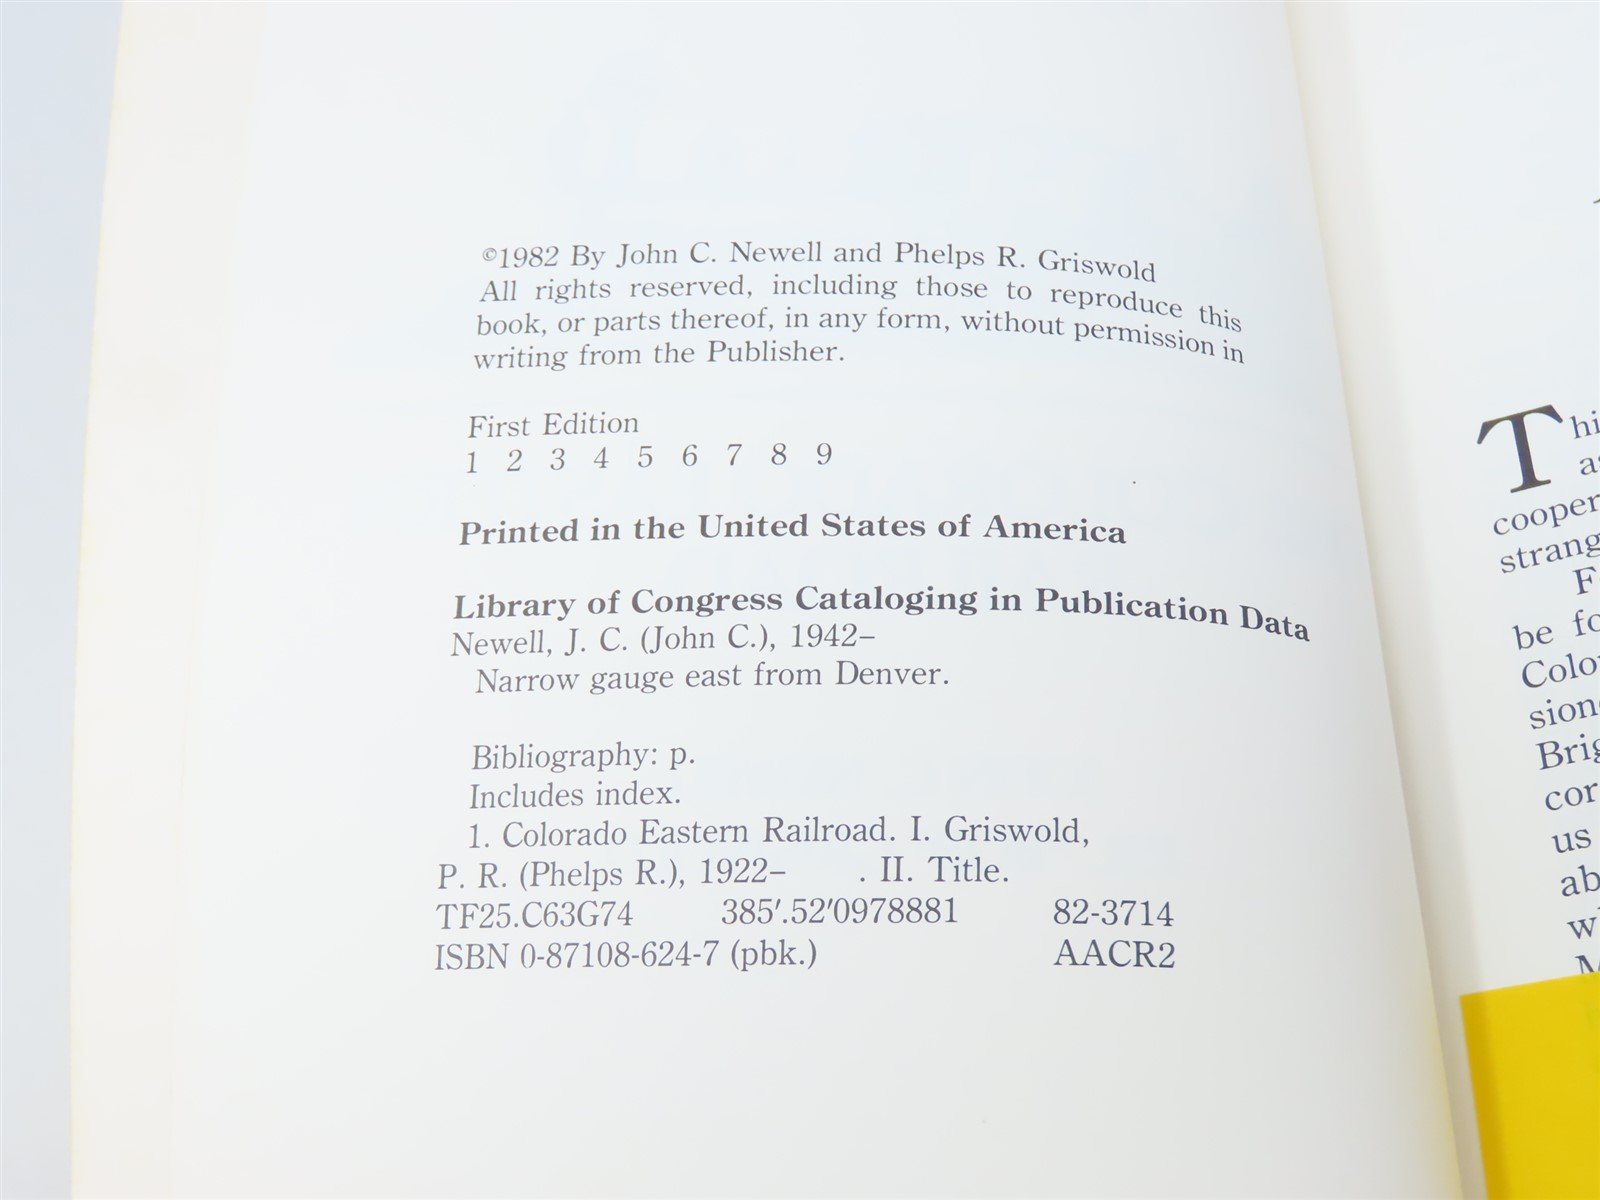 ©1982 By John C. Newell and Phelps R. Griswold
All rights reserved, including those to reproduce this
book, or parts thereof, in any form, without permission in
writing from the Publisher.
First Edition
1 2 3 4 5 6 7 8 9
Printed in the United States of America
Library of Congress Cataloging in Publication Data
Newell, J. C. (John C.), 1942–
Narrow gauge east from Denver.
Bibliography: p.
Includes index.
1. Colorado Eastern Railroad. I. Griswold,
P. R. (Phelps R.), 1922– . II. Title.
TF25.C63G74 385'.52'0978881 82-3714
ISBN 0-87108-624-7 (pbk.) AACR2
be
us